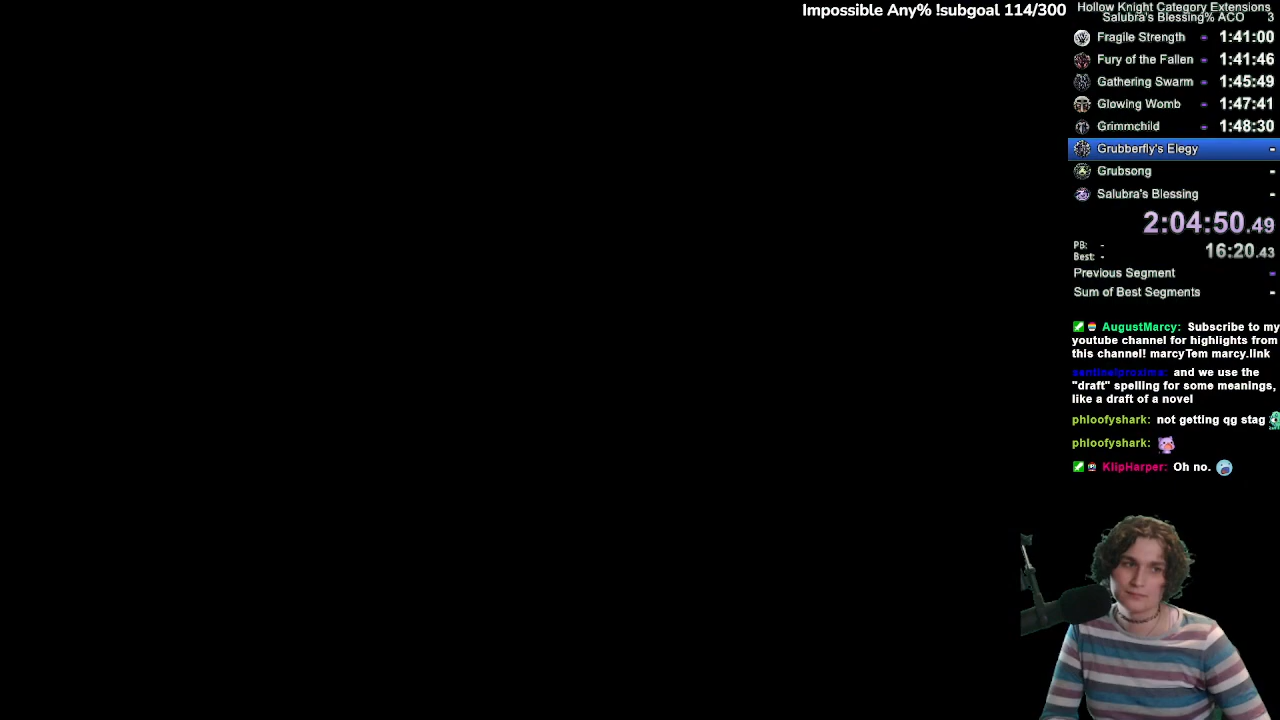 Impossible Any% !subgoal 114/300
Hollow Knight Category Extensions
Salubra's Blessing% ACO 3
Fragile Strength - 1:41:00
Fury of the Fallen - 1:41:46
Gathering Swarm - 1:45:49
Glowing Womb - 1:47:41
Grimmchild - 1:48:30
Grubberfly's Elegy -
Grubsong -
Salubra's Blessing -
2:04:50.49
PB: -
Best: -
16:20.43
Previous Segment -
Sum of Best Segments -
AugustMarcy: Subscribe to my
youtube channel for highlights from
this channel! marcyTem marcy.link
sentinelproxima: and we use the
"draft" spelling for some meanings,
like a draft of a novel
phloofyshark: not getting qg stag
phloofyshark:
KlipHarper: Oh no.